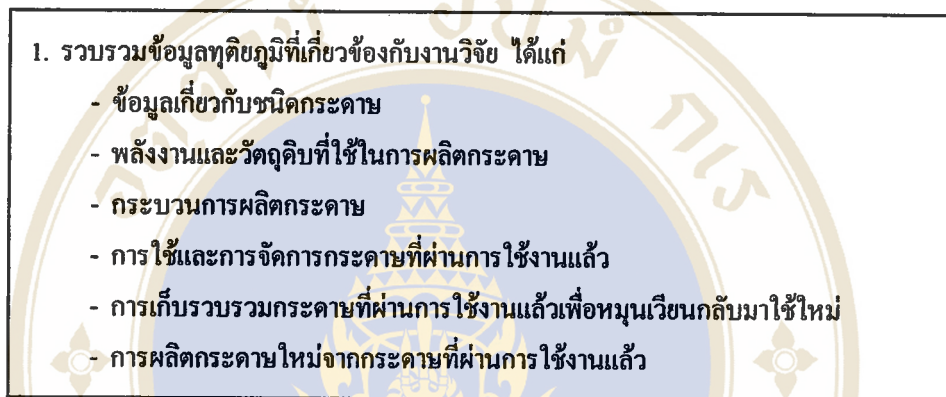 1. รวบรวมข้อมูลทุติยภูมิที่เกี่ยวข้องกับงานวิจัย ได้แก่
- ข้อมูลเกี่ยวกับชนิดกระดาษ
- พลังงานและวัตถุดิบที่ใช้ในการผลิตกระดาษ
- กระบวนการผลิตกระดาษ
- การใช้และการจัดการกระดาษที่ผ่านการใช้งานแล้ว
- การเก็บรวบรวมกระดาษที่ผ่านการใช้งานแล้วเพื่อหมุนเวียนกลับมาใช้ใหม่
- การผลิตกระดาษใหม่จากกระดาษที่ผ่านการใช้งานแล้ว